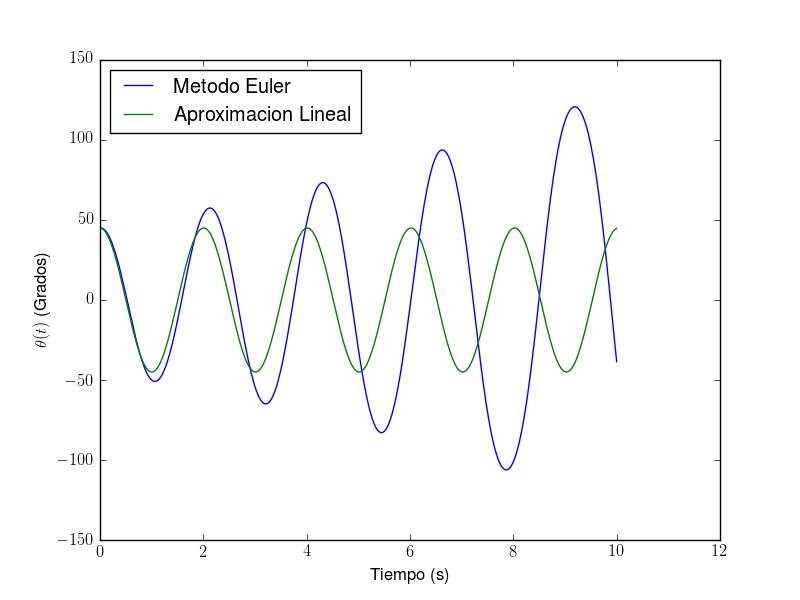 Metodo Euler
Aproximacion Lineal
150
100
50
0
−50
−100
−150
θ(t) (Grados)
0 2 4 6 8 10 12
Tiempo (s)